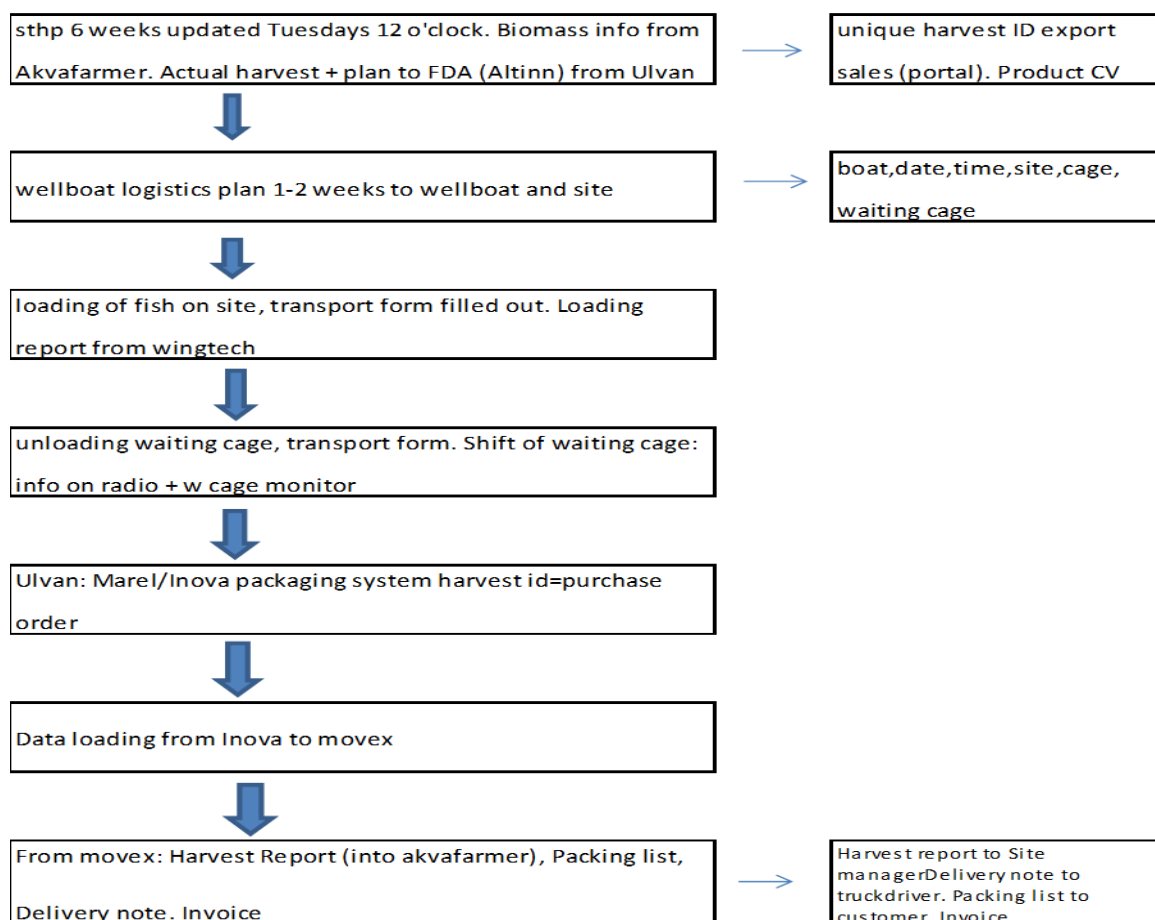 sthp 6 weeks updated Tuesdays 12 o'clock. Biomass info from
Akvafarmer. Actual harvest + plan to FDA (Altinn) from Ulvan
unique harvest ID export
sales (portal). Product CV
wellboat logistics plan 1-2 weeks to wellboat and site
boat,date,time,site,cage,
waiting cage
loading of fish on site, transport form filled out. Loading
report from wingtech
unloading waiting cage, transport form. Shift of waiting cage:
info on radio + w cage monitor
Ulvan: Marel/Inova packaging system harvest id=purchase
order
Data loading from Inova to movex
From movex: Harvest Report (into akvafarmer), Packing list,
Delivery note. Invoice
Harvest report to Site
managerDelivery note to
truckdriver. Packing list to
customer. Invoice